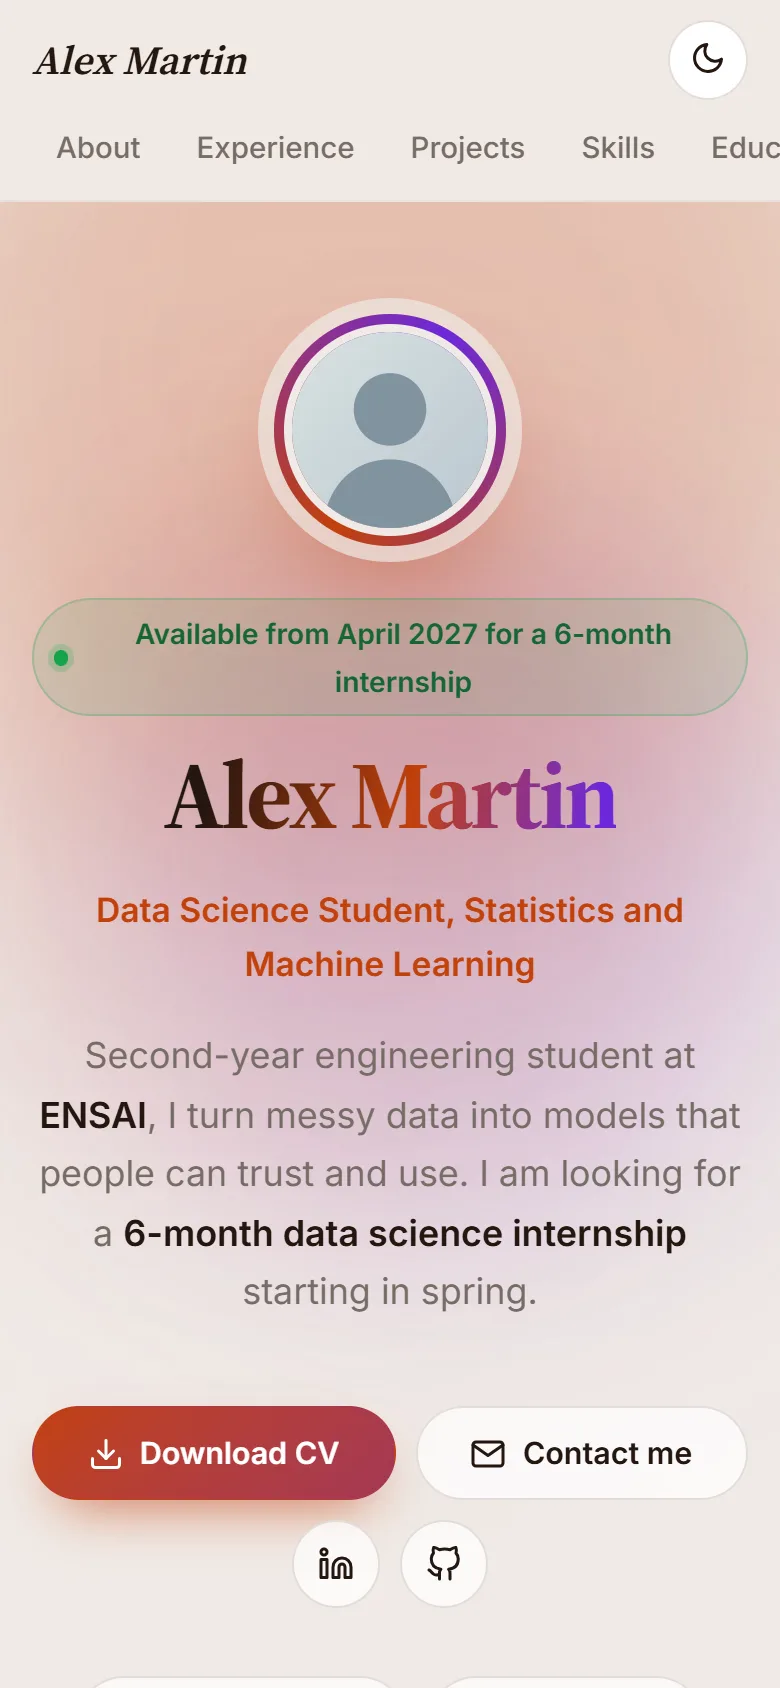 Alex Martin
About Experience Projects Skills Educ
Available from April 2027 for a 6-month
internship
Alex Martin
Data Science Student, Statistics and
Machine Learning
Second-year engineering student at
ENSAI, I turn messy data into models that
people can trust and use. I am looking for
a 6-month data science internship
starting in spring.
Download CV Contact me
in